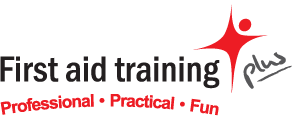 First aid training plus
Professional • Practical • Fun